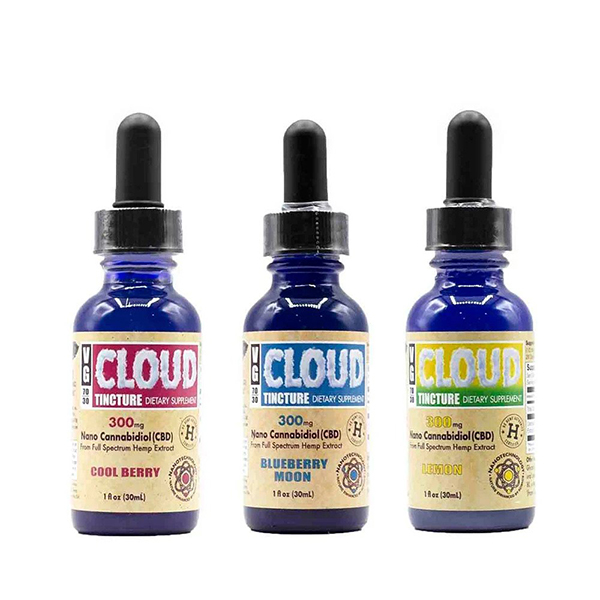 VG
70
30
CLOUD
TINCTURE DIETARY SUPPLEMENT
300mg
Nano Cannabidiol (CBD)
From Full Spectrum Hemp Extract
COOL BERRY
1 fl oz (30mL)
NANOTECHNOLOGY
VG
70
30
CLOUD
TINCTURE DIETARY SUPPLEMENT
300mg
Nano Cannabidiol (CBD)
From Full Spectrum Hemp Extract
BLUEBERRY
MOON
1 fl oz (30mL)
NANOTECHNOLOGY
H
VG
70
30
CLOUD
TINCTURE DIETARY SUPPLEMENT
300mg
Nano Cannabidiol (CBD)
From Full Spectrum Hemp Extract
LEMON
1 fl oz (30mL)
NANOTECHNOLOGY
H